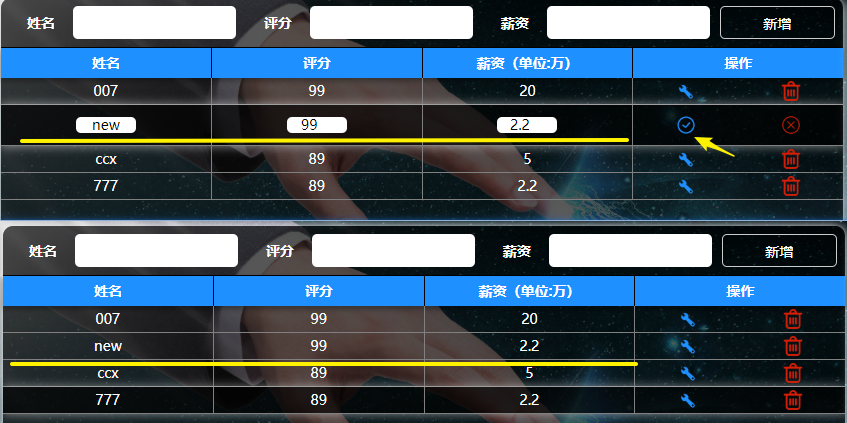 姓名 评分 薪资 新增
姓名 评分 薪资（单位:万） 操作
007 99 20
new 99 2.2
ccx 89 5
777 89 2.2
姓名 评分 薪资 新增
姓名 评分 薪资（单位:万） 操作
007 99 20
new 99 2.2
ccx 89 5
777 89 2.2